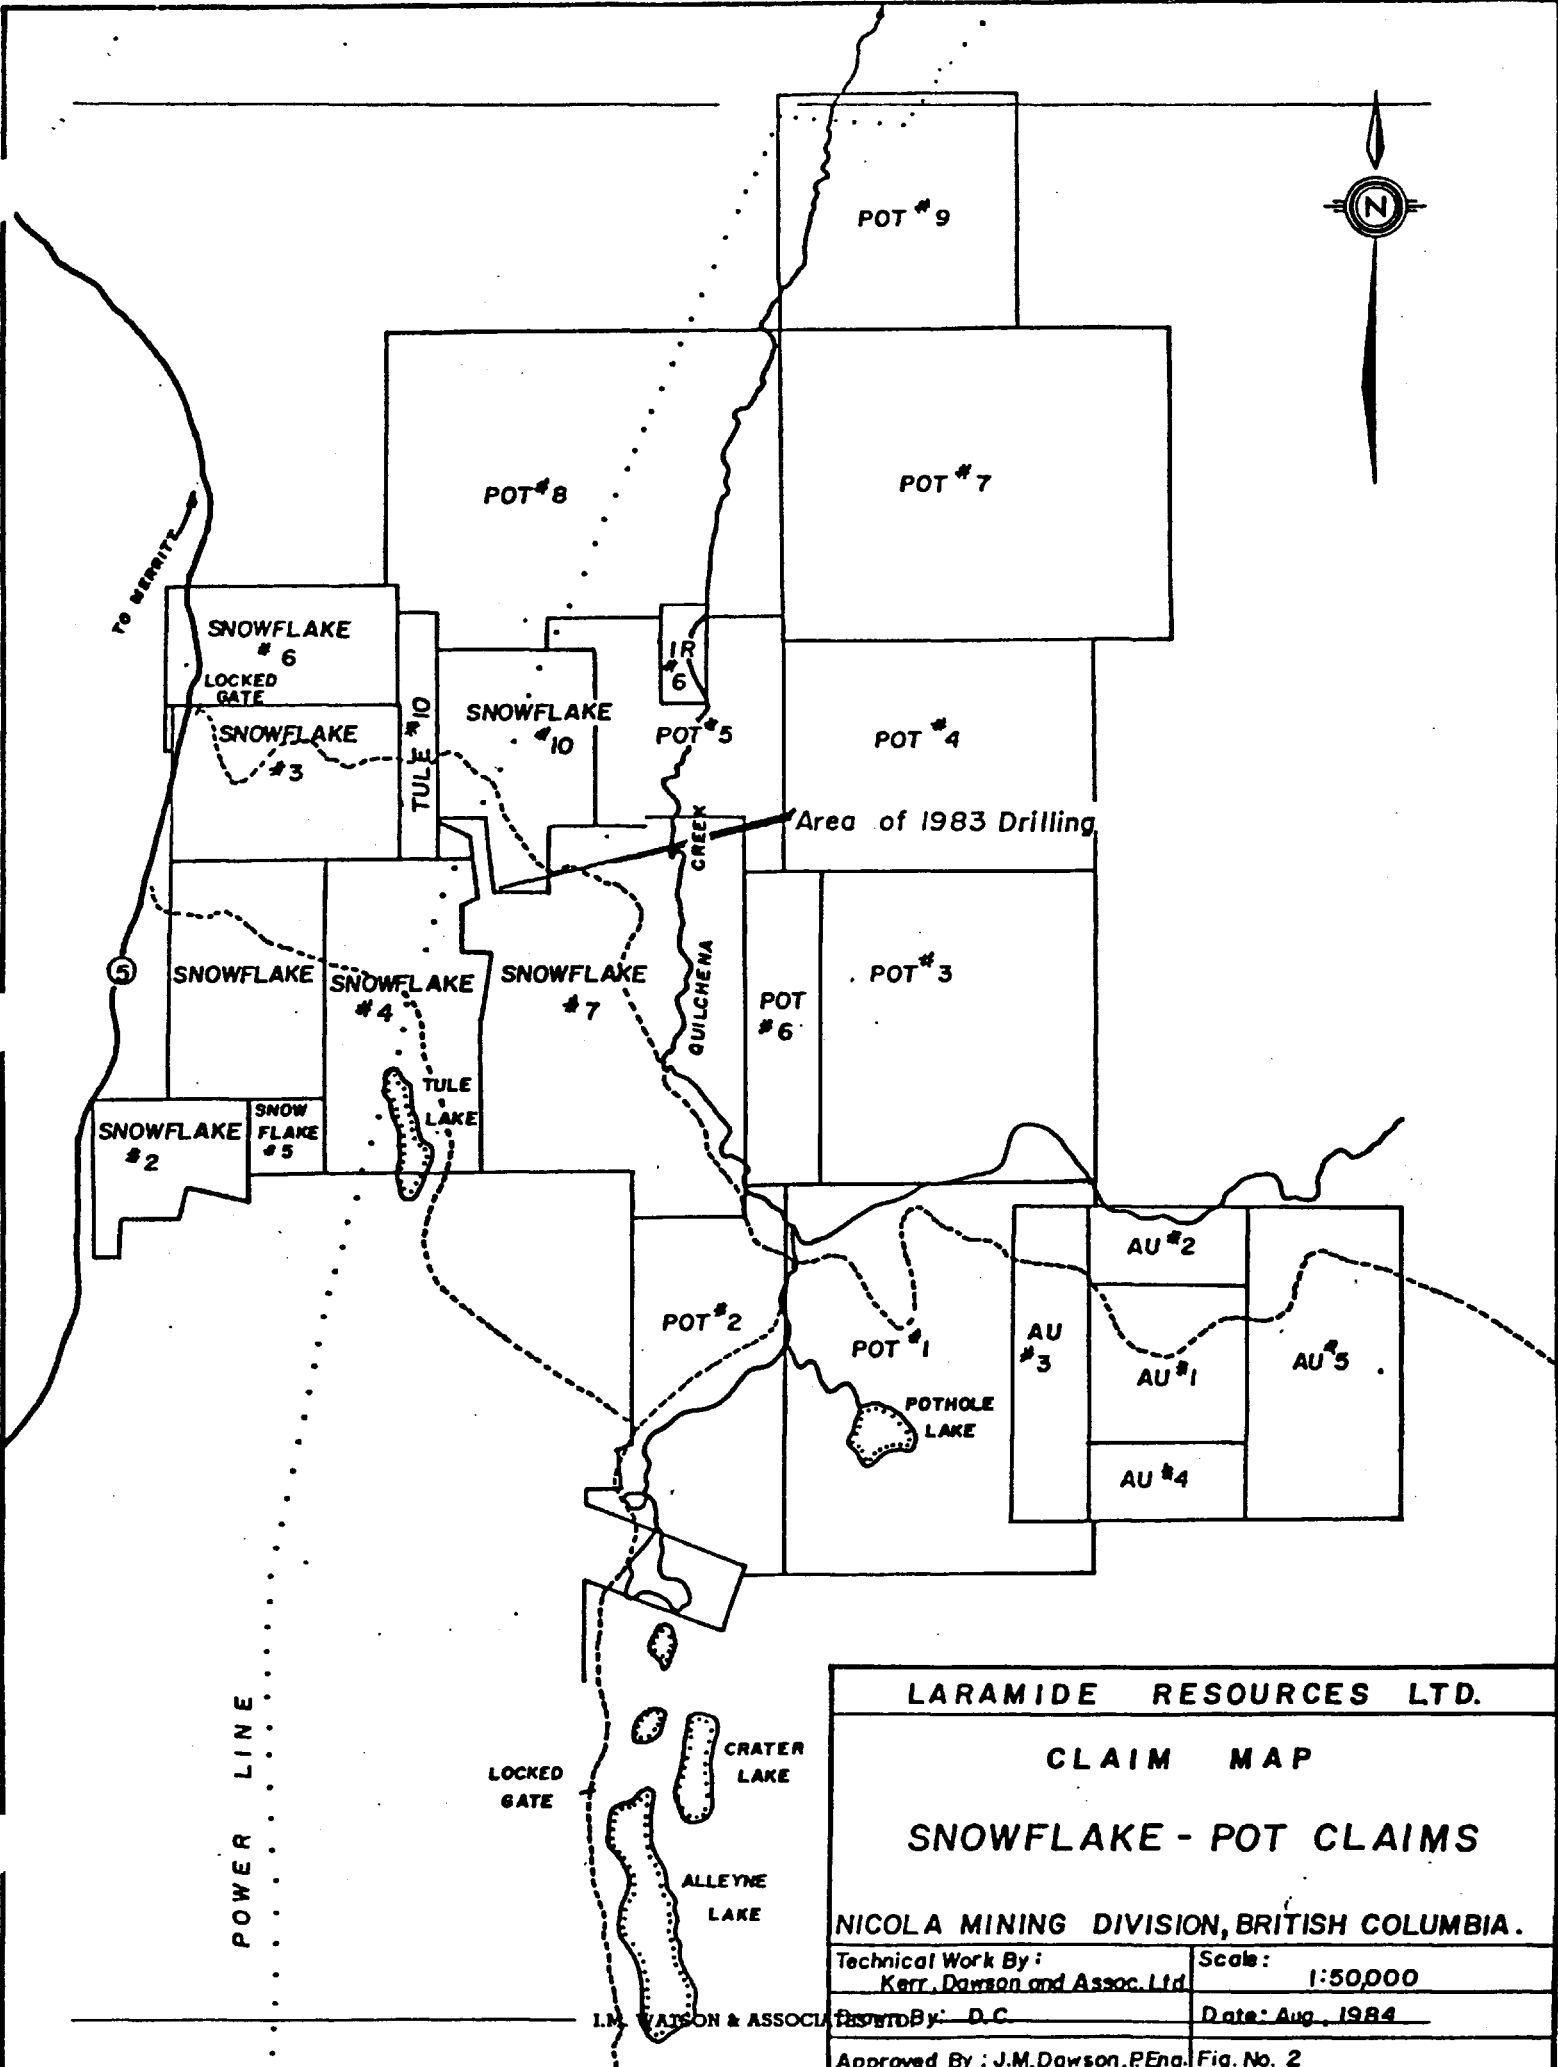 N
POT #9
POT #8
POT #7
TO MERRITT
SNOWFLAKE
#6
LOCKED
GATE
TULE #10
SNOWFLAKE
#10
IR
#6
POT #5
POT #4
SNOWFLAKE
#3
Area of 1983 Drilling
QUILCHENA CREEK
5
SNOWFLAKE
SNOWFLAKE
#4
SNOWFLAKE
#7
POT
#6
POT #3
TULE
LAKE
SNOWFLAKE
#2
SNOW
FLAKE
#5
POT #2
POT #1
AU #2
AU
#3
AU #1
AU #5
AU #4
POTHOLE
LAKE
POWER LINE
LOCKED
GATE
CRATER
LAKE
ALLEYNE
LAKE
LARAMIDE RESOURCES LTD.
CLAIM MAP
SNOWFLAKE - POT CLAIMS
NICOLA MINING DIVISION, BRITISH COLUMBIA.
Technical Work By:
Kerr, Dawson and Assoc. Ltd
Scale:
1:50,000
I.M. WATSON & ASSOCIATES LTD
Drawn By: D.C.
Date: Aug, 1984
Approved By: J.M. Dawson, P.Eng.
Fig. No. 2